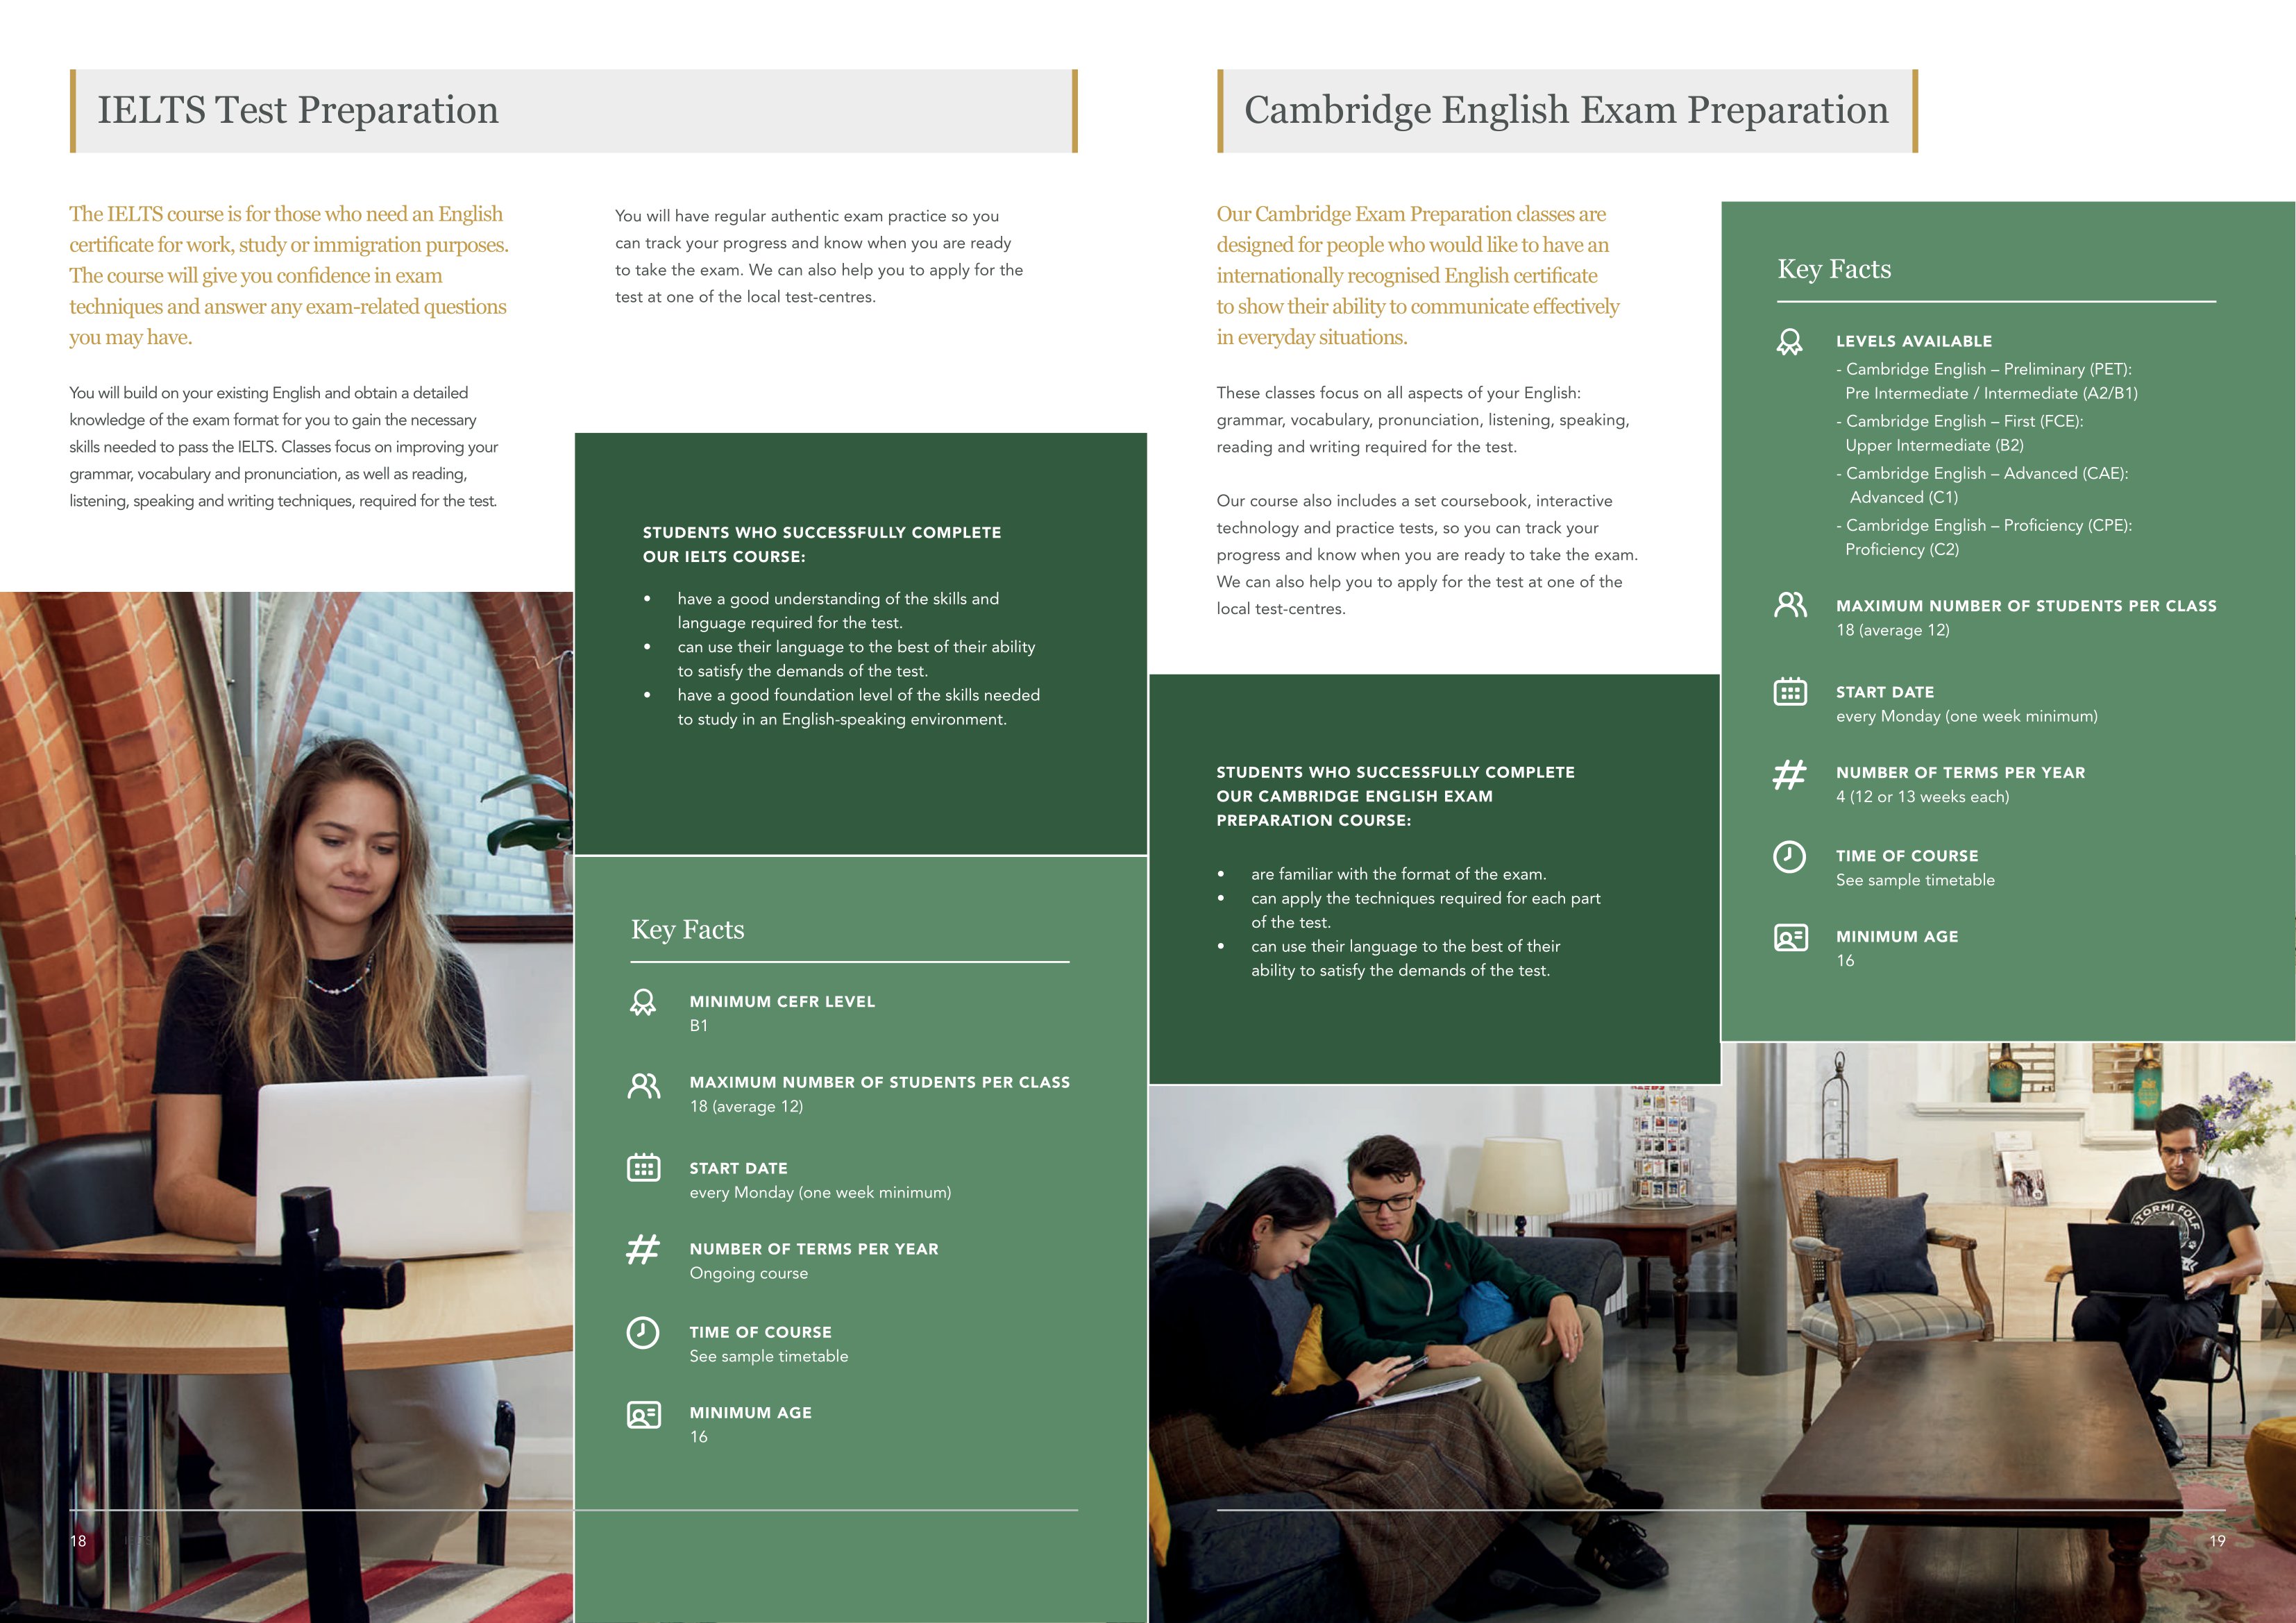 IELTS Test Preparation
The IELTS course is for those who need an English
certificate for work, study or immigration purposes.
The course will give you confidence in exam
techniques and answer any exam-related questions
you may have.
You will build on your existing English and obtain a detailed
knowledge of the exam format for you to gain the necessary
skills needed to pass the IELTS. Classes focus on improving your
grammar, vocabulary and pronunciation, as well as reading,
listening, speaking and writing techniques, required for the test.
You will have regular authentic exam practice so you
can track your progress and know when you are ready
to take the exam. We can also help you to apply for the
test at one of the local test-centres.
STUDENTS WHO SUCCESSFULLY COMPLETE
OUR IELTS COURSE:
• have a good understanding of the skills and
language required for the test.
• can use their language to the best of their ability
to satisfy the demands of the test.
• have a good foundation level of the skills needed
to study in an English-speaking environment.
Key Facts
MINIMUM CEFR LEVEL
B1
MAXIMUM NUMBER OF STUDENTS PER CLASS
18 (average 12)
START DATE
every Monday (one week minimum)
NUMBER OF TERMS PER YEAR
Ongoing course
TIME OF COURSE
See sample timetable
MINIMUM AGE
16
18 IELTS
Cambridge English Exam Preparation
Our Cambridge Exam Preparation classes are
designed for people who would like to have an
internationally recognised English certificate
to show their ability to communicate effectively
in everyday situations.
These classes focus on all aspects of your English:
grammar, vocabulary, pronunciation, listening, speaking,
reading and writing required for the test.
Our course also includes a set coursebook, interactive
technology and practice tests, so you can track your
progress and know when you are ready to take the exam.
We can also help you to apply for the test at one of the
local test-centres.
STUDENTS WHO SUCCESSFULLY COMPLETE
OUR CAMBRIDGE ENGLISH EXAM
PREPARATION COURSE:
• are familiar with the format of the exam.
• can apply the techniques required for each part
of the test.
• can use their language to the best of their
ability to satisfy the demands of the test.
Key Facts
LEVELS AVAILABLE
- Cambridge English – Preliminary (PET):
Pre Intermediate / Intermediate (A2/B1)
- Cambridge English – First (FCE):
Upper Intermediate (B2)
- Cambridge English – Advanced (CAE):
Advanced (C1)
- Cambridge English – Proficiency (CPE):
Proficiency (C2)
MAXIMUM NUMBER OF STUDENTS PER CLASS
18 (average 12)
START DATE
every Monday (one week minimum)
NUMBER OF TERMS PER YEAR
4 (12 or 13 weeks each)
TIME OF COURSE
See sample timetable
MINIMUM AGE
16
19